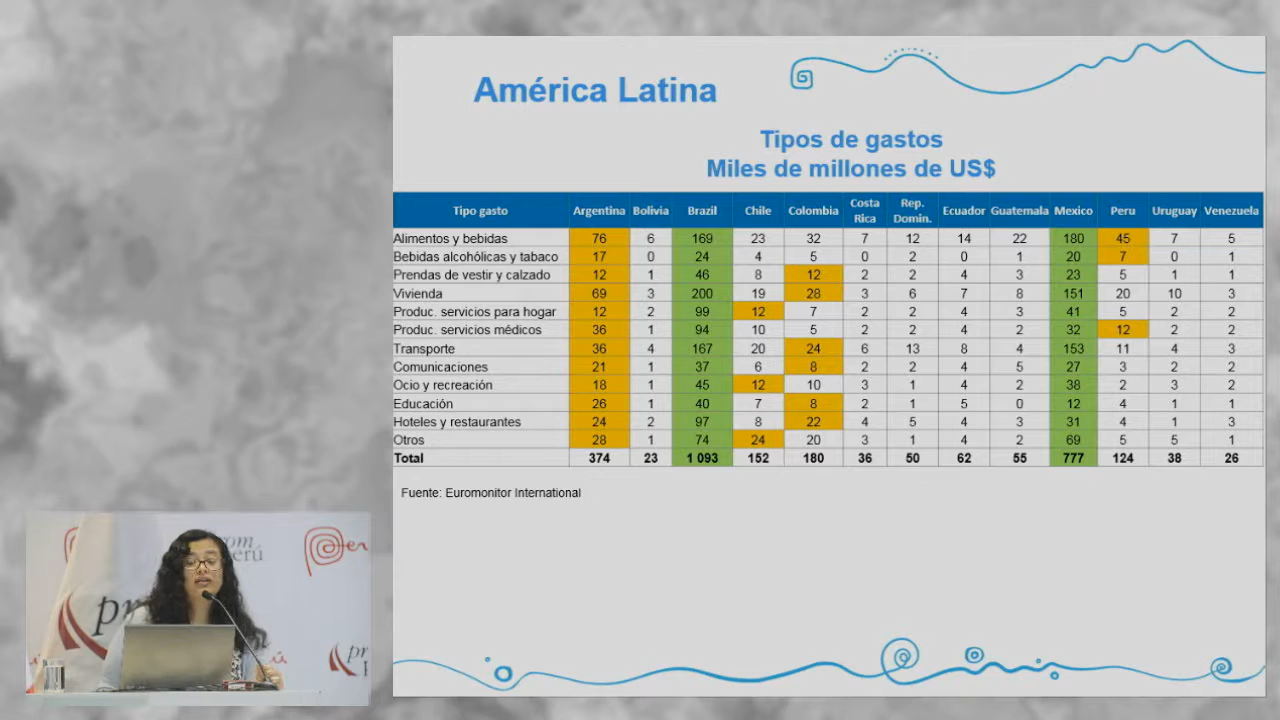 América Latina
Tipos de gastos
Miles de millones de US$
Tipo gasto Argentina Bolivia Brazil Chile Colombia Costa Rica Rep. Domin. Ecuador Guatemala Mexico Peru Uruguay Venezuela
Alimentos y bebidas 76 6 169 23 32 7 12 14 22 180 45 7 5
Bebidas alcohólicas y tabaco 17 0 24 4 5 0 2 0 1 20 7 0 1
Prendas de vestir y calzado 12 1 46 8 12 2 2 4 3 23 5 1 1
Vivienda 69 3 200 19 28 3 6 7 8 151 20 10 3
Produc. servicios para hogar 12 2 99 12 7 2 2 4 3 41 5 2 2
Produc. servicios médicos 36 1 94 10 5 2 2 4 2 32 12 2 2
Transporte 36 4 167 20 24 6 13 8 4 153 11 4 3
Comunicaciones 21 1 37 6 8 2 2 4 5 27 3 2 2
Ocio y recreación 18 1 45 12 10 3 1 4 2 38 2 3 2
Educación 26 1 40 7 8 2 1 5 0 12 4 1 1
Hoteles y restaurantes 24 2 97 8 22 4 5 4 3 31 4 1 3
Otros 28 1 74 24 20 3 1 4 2 69 5 5 1
Total 374 23 1 093 152 180 36 50 62 55 777 124 38 26
Fuente: Euromonitor International